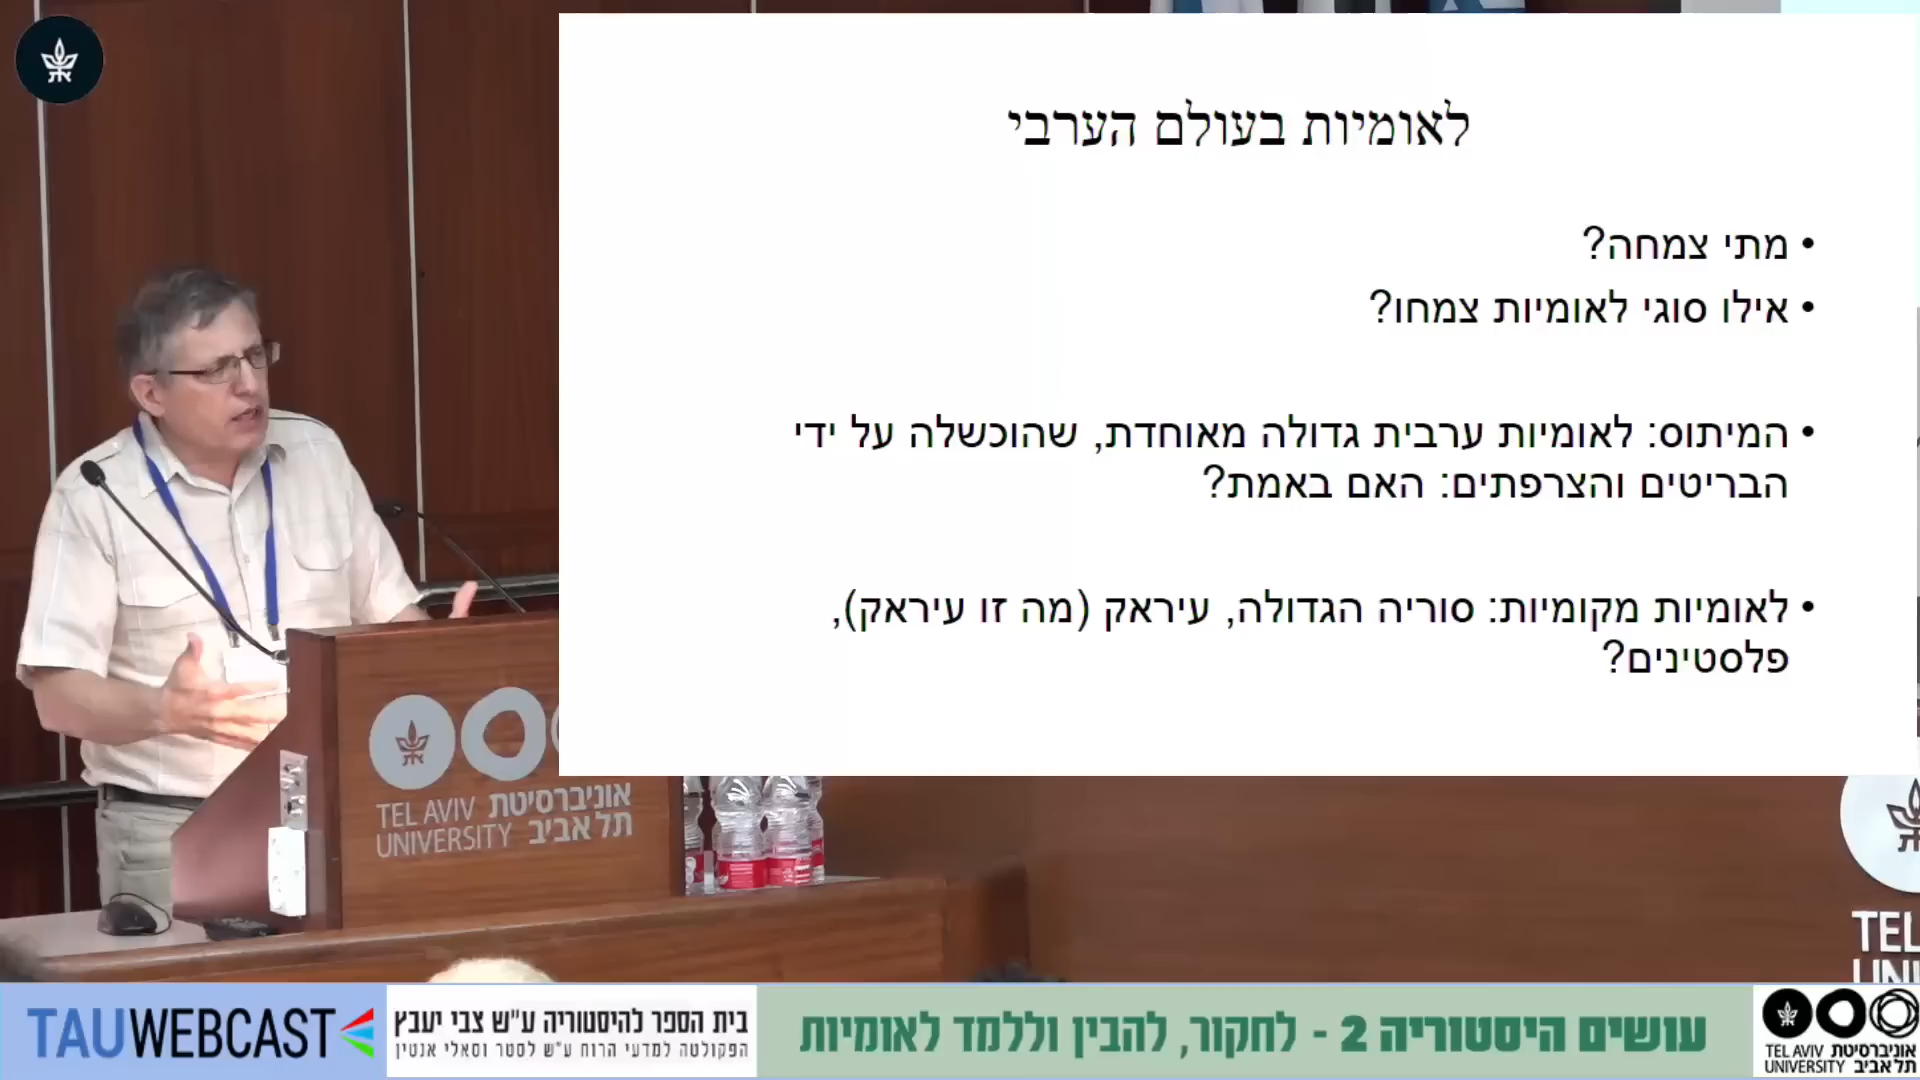 לאומיות בעולם הערבי
• מתי צמחה?
• אילו סוגי לאומיות צמחו?
• המיתוס: לאומיות ערבית גדולה מאוחדת, שהוכשלה על ידי
הבריטים והצרפתים: האם באמת?
• לאומיות מקומיות: סוריה הגדולה, עיראק (מה זו עיראק),
פלסטינים?
TEL AVIV אוניברסיטת
UNIVERSITY תל אביב
TEL
UNI
TAUWEBCAST
בית הספר להיסטוריה ע"ש צבי יעבץ
הפקולטה למדעי הרוח ע"ש לסטר וסאלי אנטין
עושים היסטוריה 2 - לחקור, להבין וללמד לאומיות
TEL AVIV אוניברסיטת
UNIVERSITY תל אביב